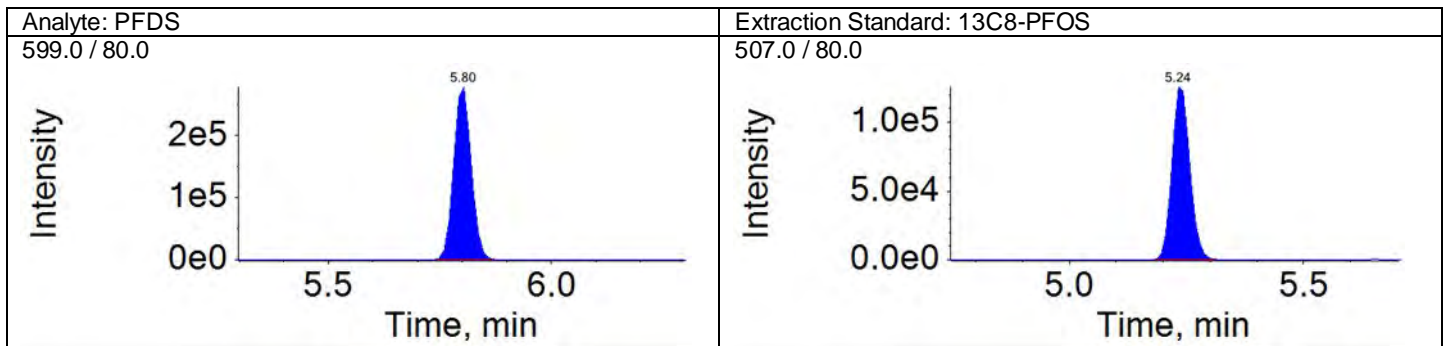 Analyte: PFDS
Extraction Standard: 13C8-PFOS
599.0 / 80.0
507.0 / 80.0
5.80
Intensity
2e5
1e5
0e0
5.5
6.0
Time, min
5.24
Intensity
1.0e5
5.0e4
0.0e0
5.0
5.5
Time, min